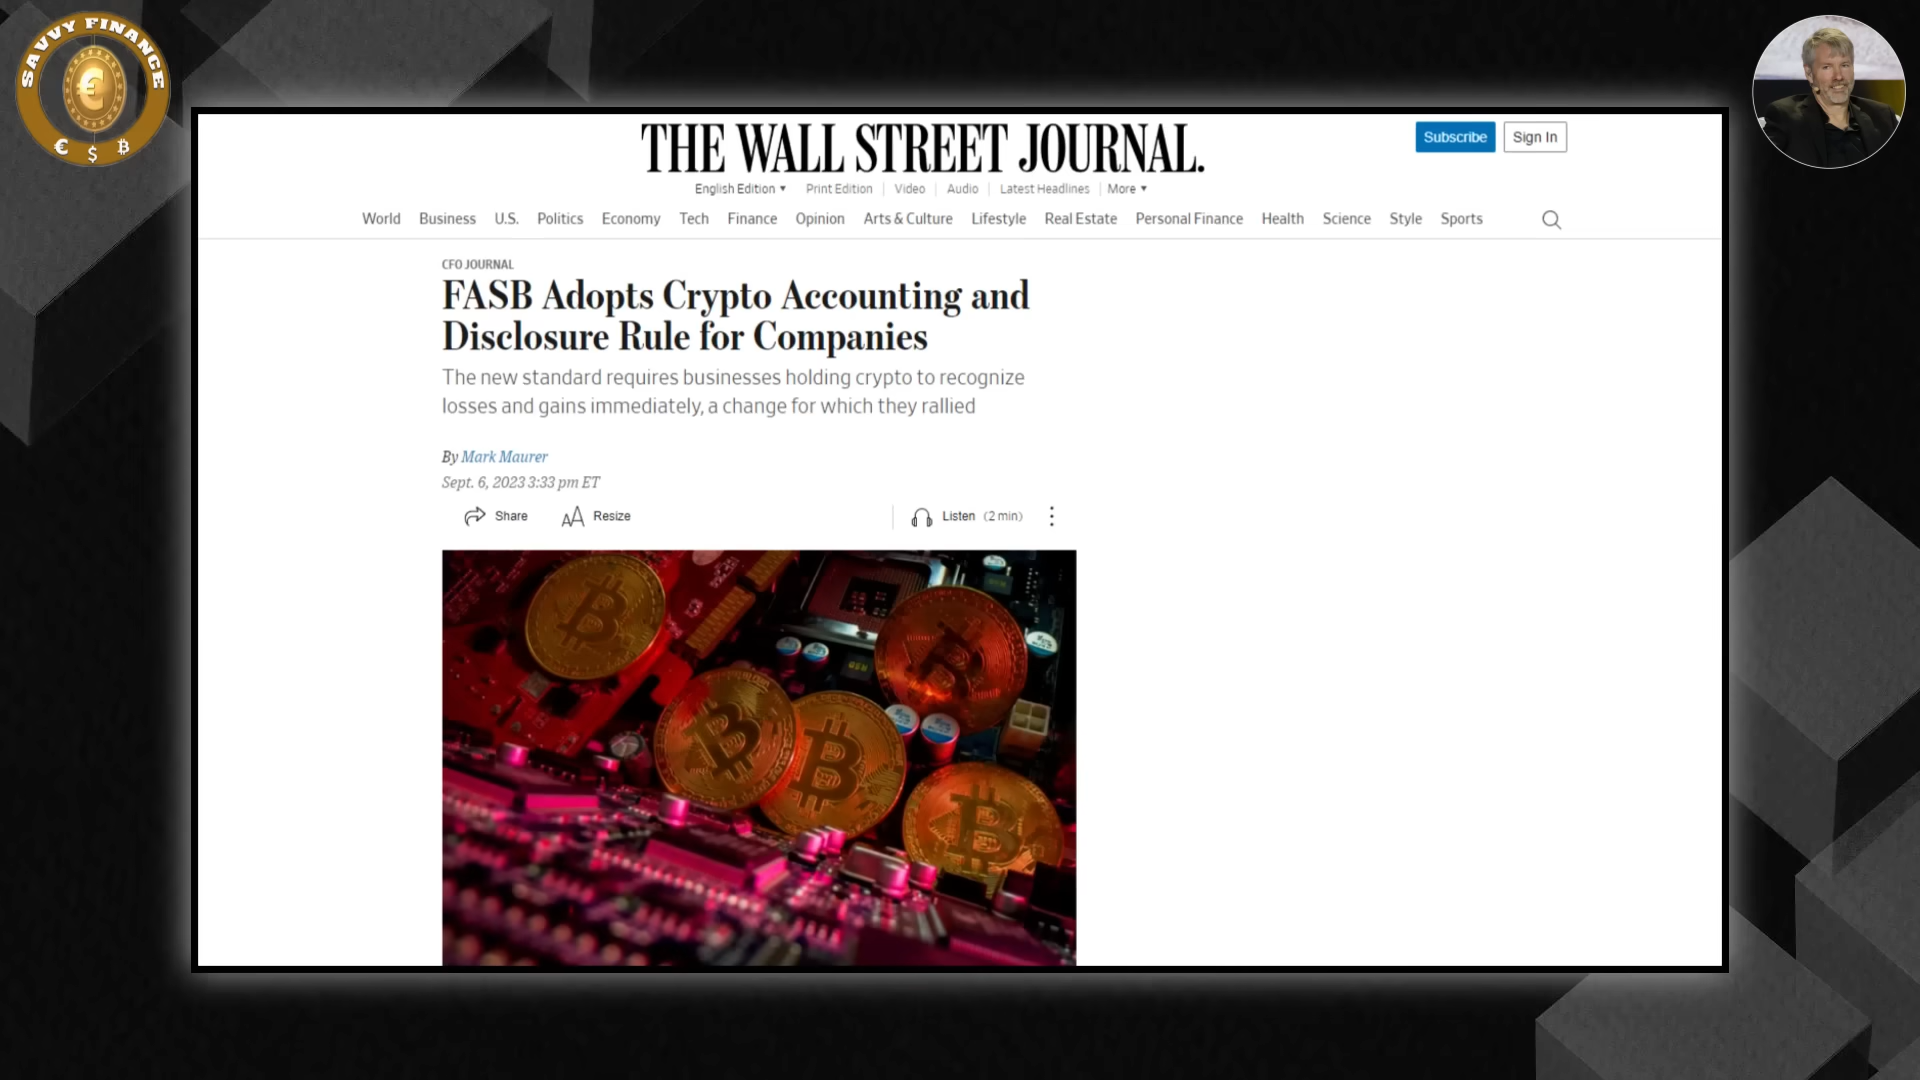 SAVVY FINANCE
€ $ ₿
THE WALL STREET JOURNAL.
Subscribe
Sign In
English Edition ▾ Print Edition | Video | Audio | Latest Headlines | More ▾
World Business U.S. Politics Economy Tech Finance Opinion Arts & Culture Lifestyle Real Estate Personal Finance Health Science Style Sports
CFO JOURNAL
FASB Adopts Crypto Accounting and
Disclosure Rule for Companies
The new standard requires businesses holding crypto to recognize
losses and gains immediately, a change for which they rallied
By Mark Maurer
Sept. 6, 2023 3:33 pm ET
Share
AA Resize
Listen (2 min)